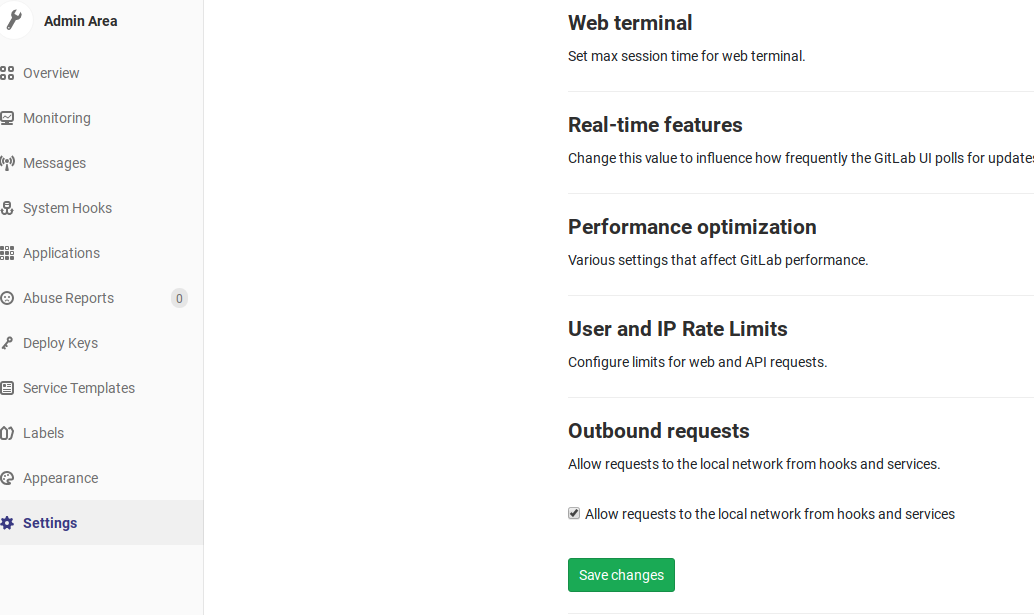 Admin Area
Overview
Monitoring
Messages
System Hooks
Applications
Abuse Reports 0
Deploy Keys
Service Templates
Labels
Appearance
Settings
Web terminal
Set max session time for web terminal.
Real-time features
Change this value to influence how frequently the GitLab UI polls for updates
Performance optimization
Various settings that affect GitLab performance.
User and IP Rate Limits
Configure limits for web and API requests.
Outbound requests
Allow requests to the local network from hooks and services.
Allow requests to the local network from hooks and services
Save changes